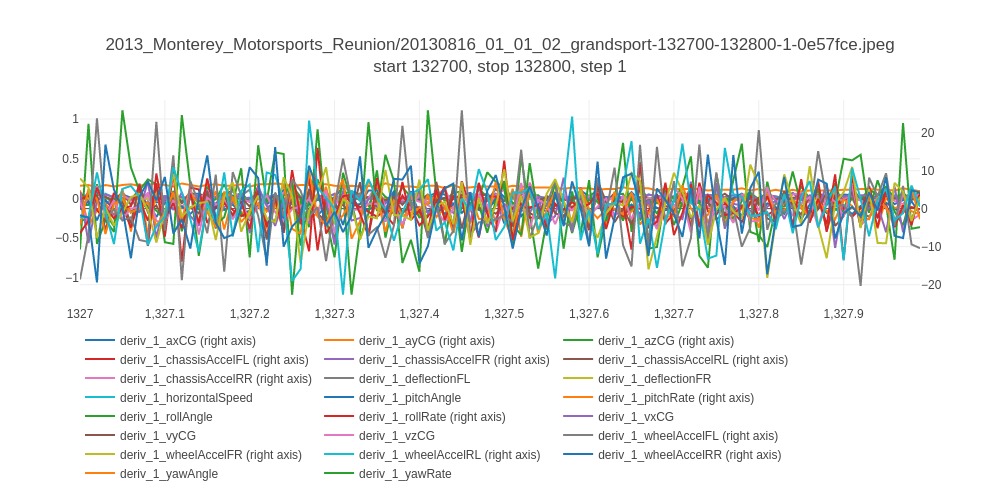 2013_Monterey_Motorsports_Reunion/20130816_01_01_02_grandsport-132700-132800-1-0e57fce.jpeg
start 132700, stop 132800, step 1
1
0.5
0
−0.5
−1
20
10
0
−10
−20
1327 1,327.1 1,327.2 1,327.3 1,327.4 1,327.5 1,327.6 1,327.7 1,327.8 1,327.9
deriv_1_axCG (right axis) deriv_1_ayCG (right axis) deriv_1_azCG (right axis)
deriv_1_chassisAccelFL (right axis) deriv_1_chassisAccelFR (right axis) deriv_1_chassisAccelRL (right axis)
deriv_1_chassisAccelRR (right axis) deriv_1_deflectionFL deriv_1_deflectionFR
deriv_1_horizontalSpeed deriv_1_pitchAngle deriv_1_pitchRate (right axis)
deriv_1_rollAngle deriv_1_rollRate (right axis) deriv_1_vxCG
deriv_1_vyCG deriv_1_vzCG deriv_1_wheelAccelFL (right axis)
deriv_1_wheelAccelFR (right axis) deriv_1_wheelAccelRL (right axis) deriv_1_wheelAccelRR (right axis)
deriv_1_yawAngle deriv_1_yawRate